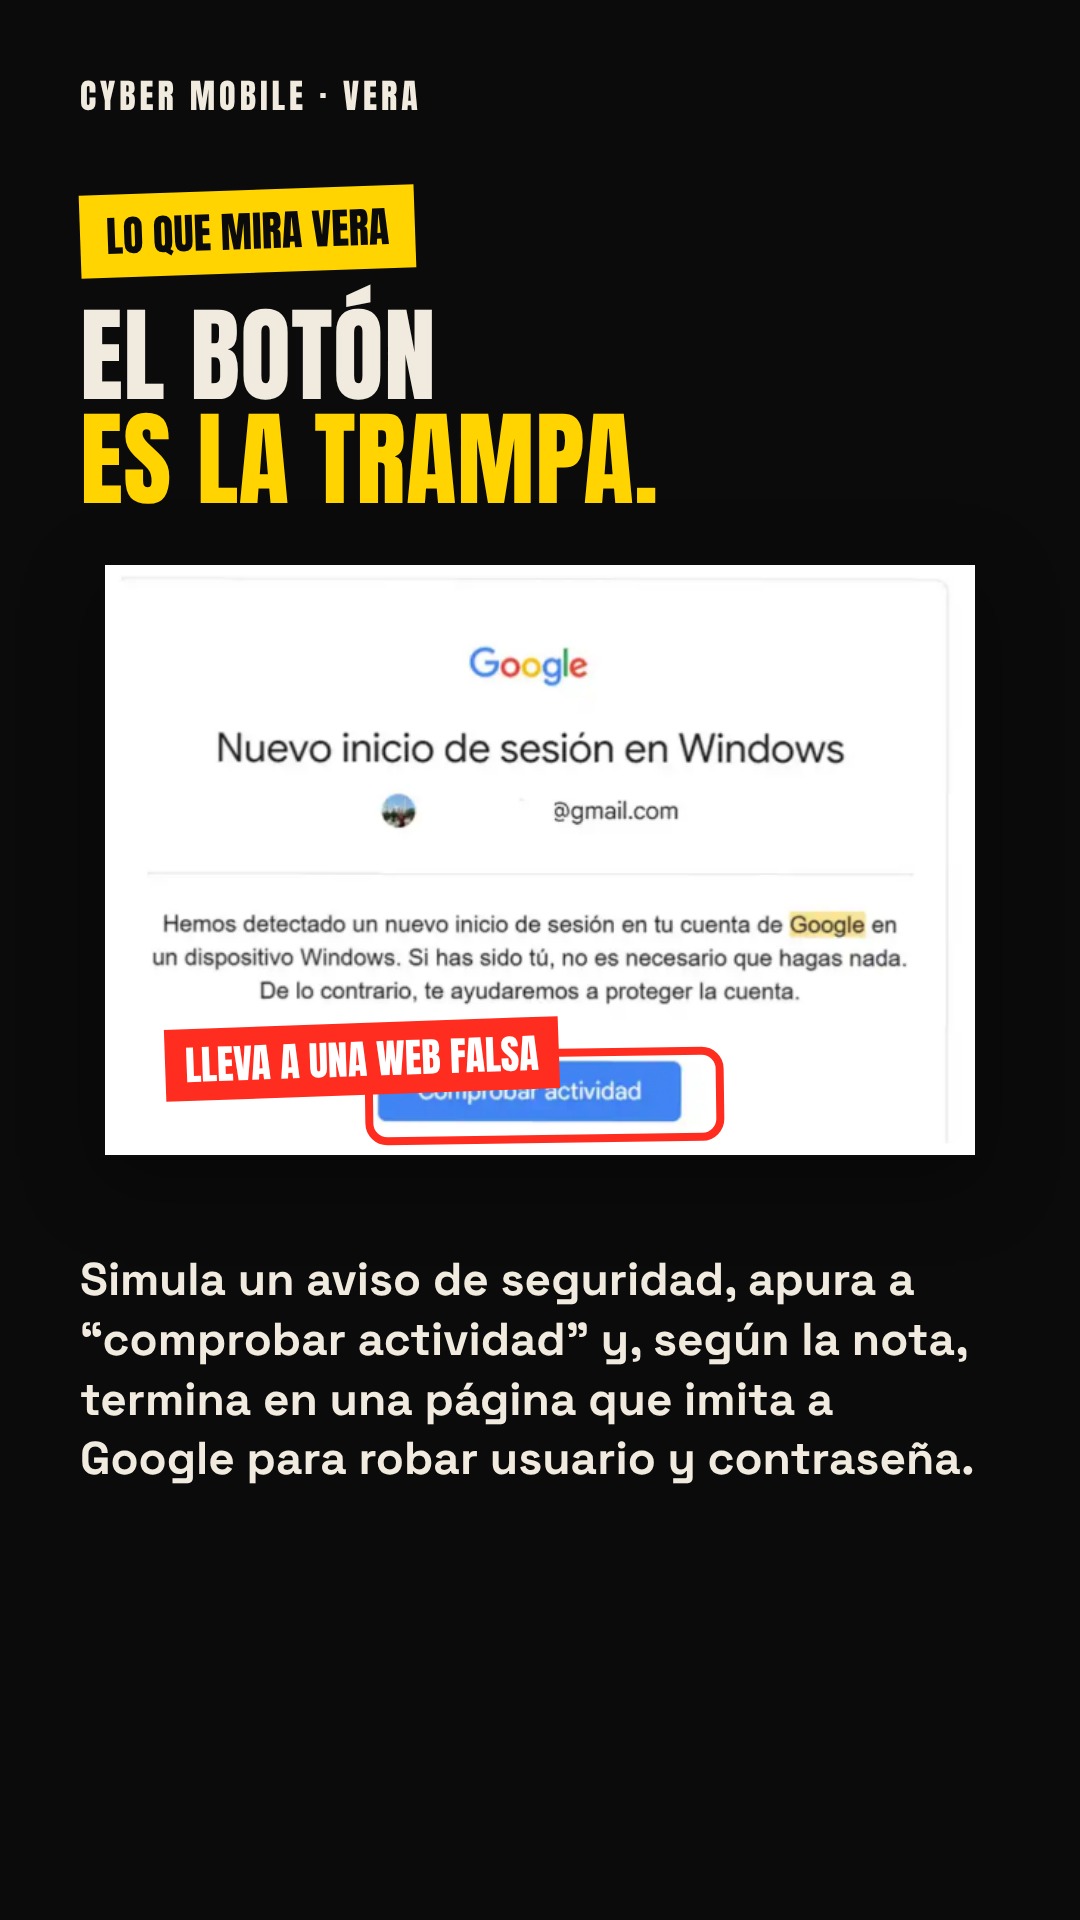 CYBER MOBILE · VERA
LO QUE MIRA VERA
EL BOTÓN
ES LA TRAMPA.
Google
Nuevo inicio de sesión en Windows
@gmail.com
Hemos detectado un nuevo inicio de sesión en tu cuenta de Google en
un dispositivo Windows. Si has sido tú, no es necesario que hagas nada.
De lo contrario, te ayudaremos a proteger la cuenta.
LLEVA A UNA WEB FALSA
Comprobar actividad
Simula un aviso de seguridad, apura a
“comprobar actividad” y, según la nota,
termina en una página que imita a
Google para robar usuario y contraseña.